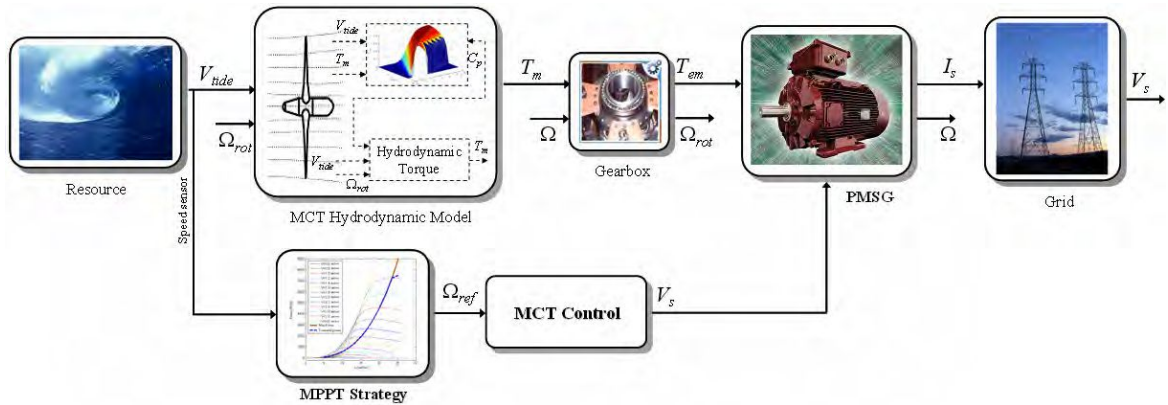 V_tide
Ω_rot
Resource
Speed sensor
V_tide
T_m
C_p
V_tide
Ω_rot
Hydrodynamic
Torque
T_m
MCT Hydrodynamic Model
T_m
Ω
Gearbox
T_em
Ω_rot
PMSG
I_s
Ω
Grid
V_s
MPPT Strategy
Ω_ref
MCT Control
V_s